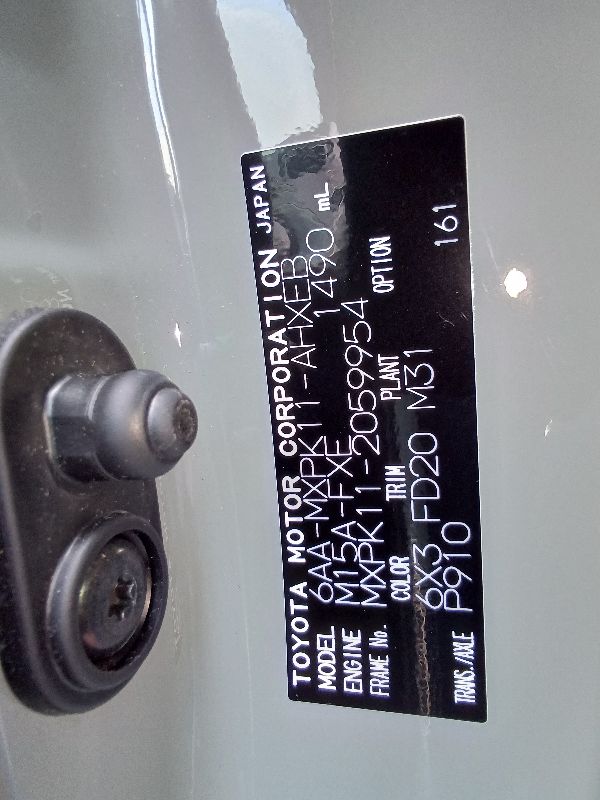 TOYOTA MOTOR CORPORATION JAPAN
MODEL 6AA-MXPK11-AHXEB
ENGINE M15A-FXE 1490 mL
FRAME No. MXPK11-2059954
COLOR TRIM PLANT OPTION
6X3 FD20 M31
TRANS./AXLE P910 161